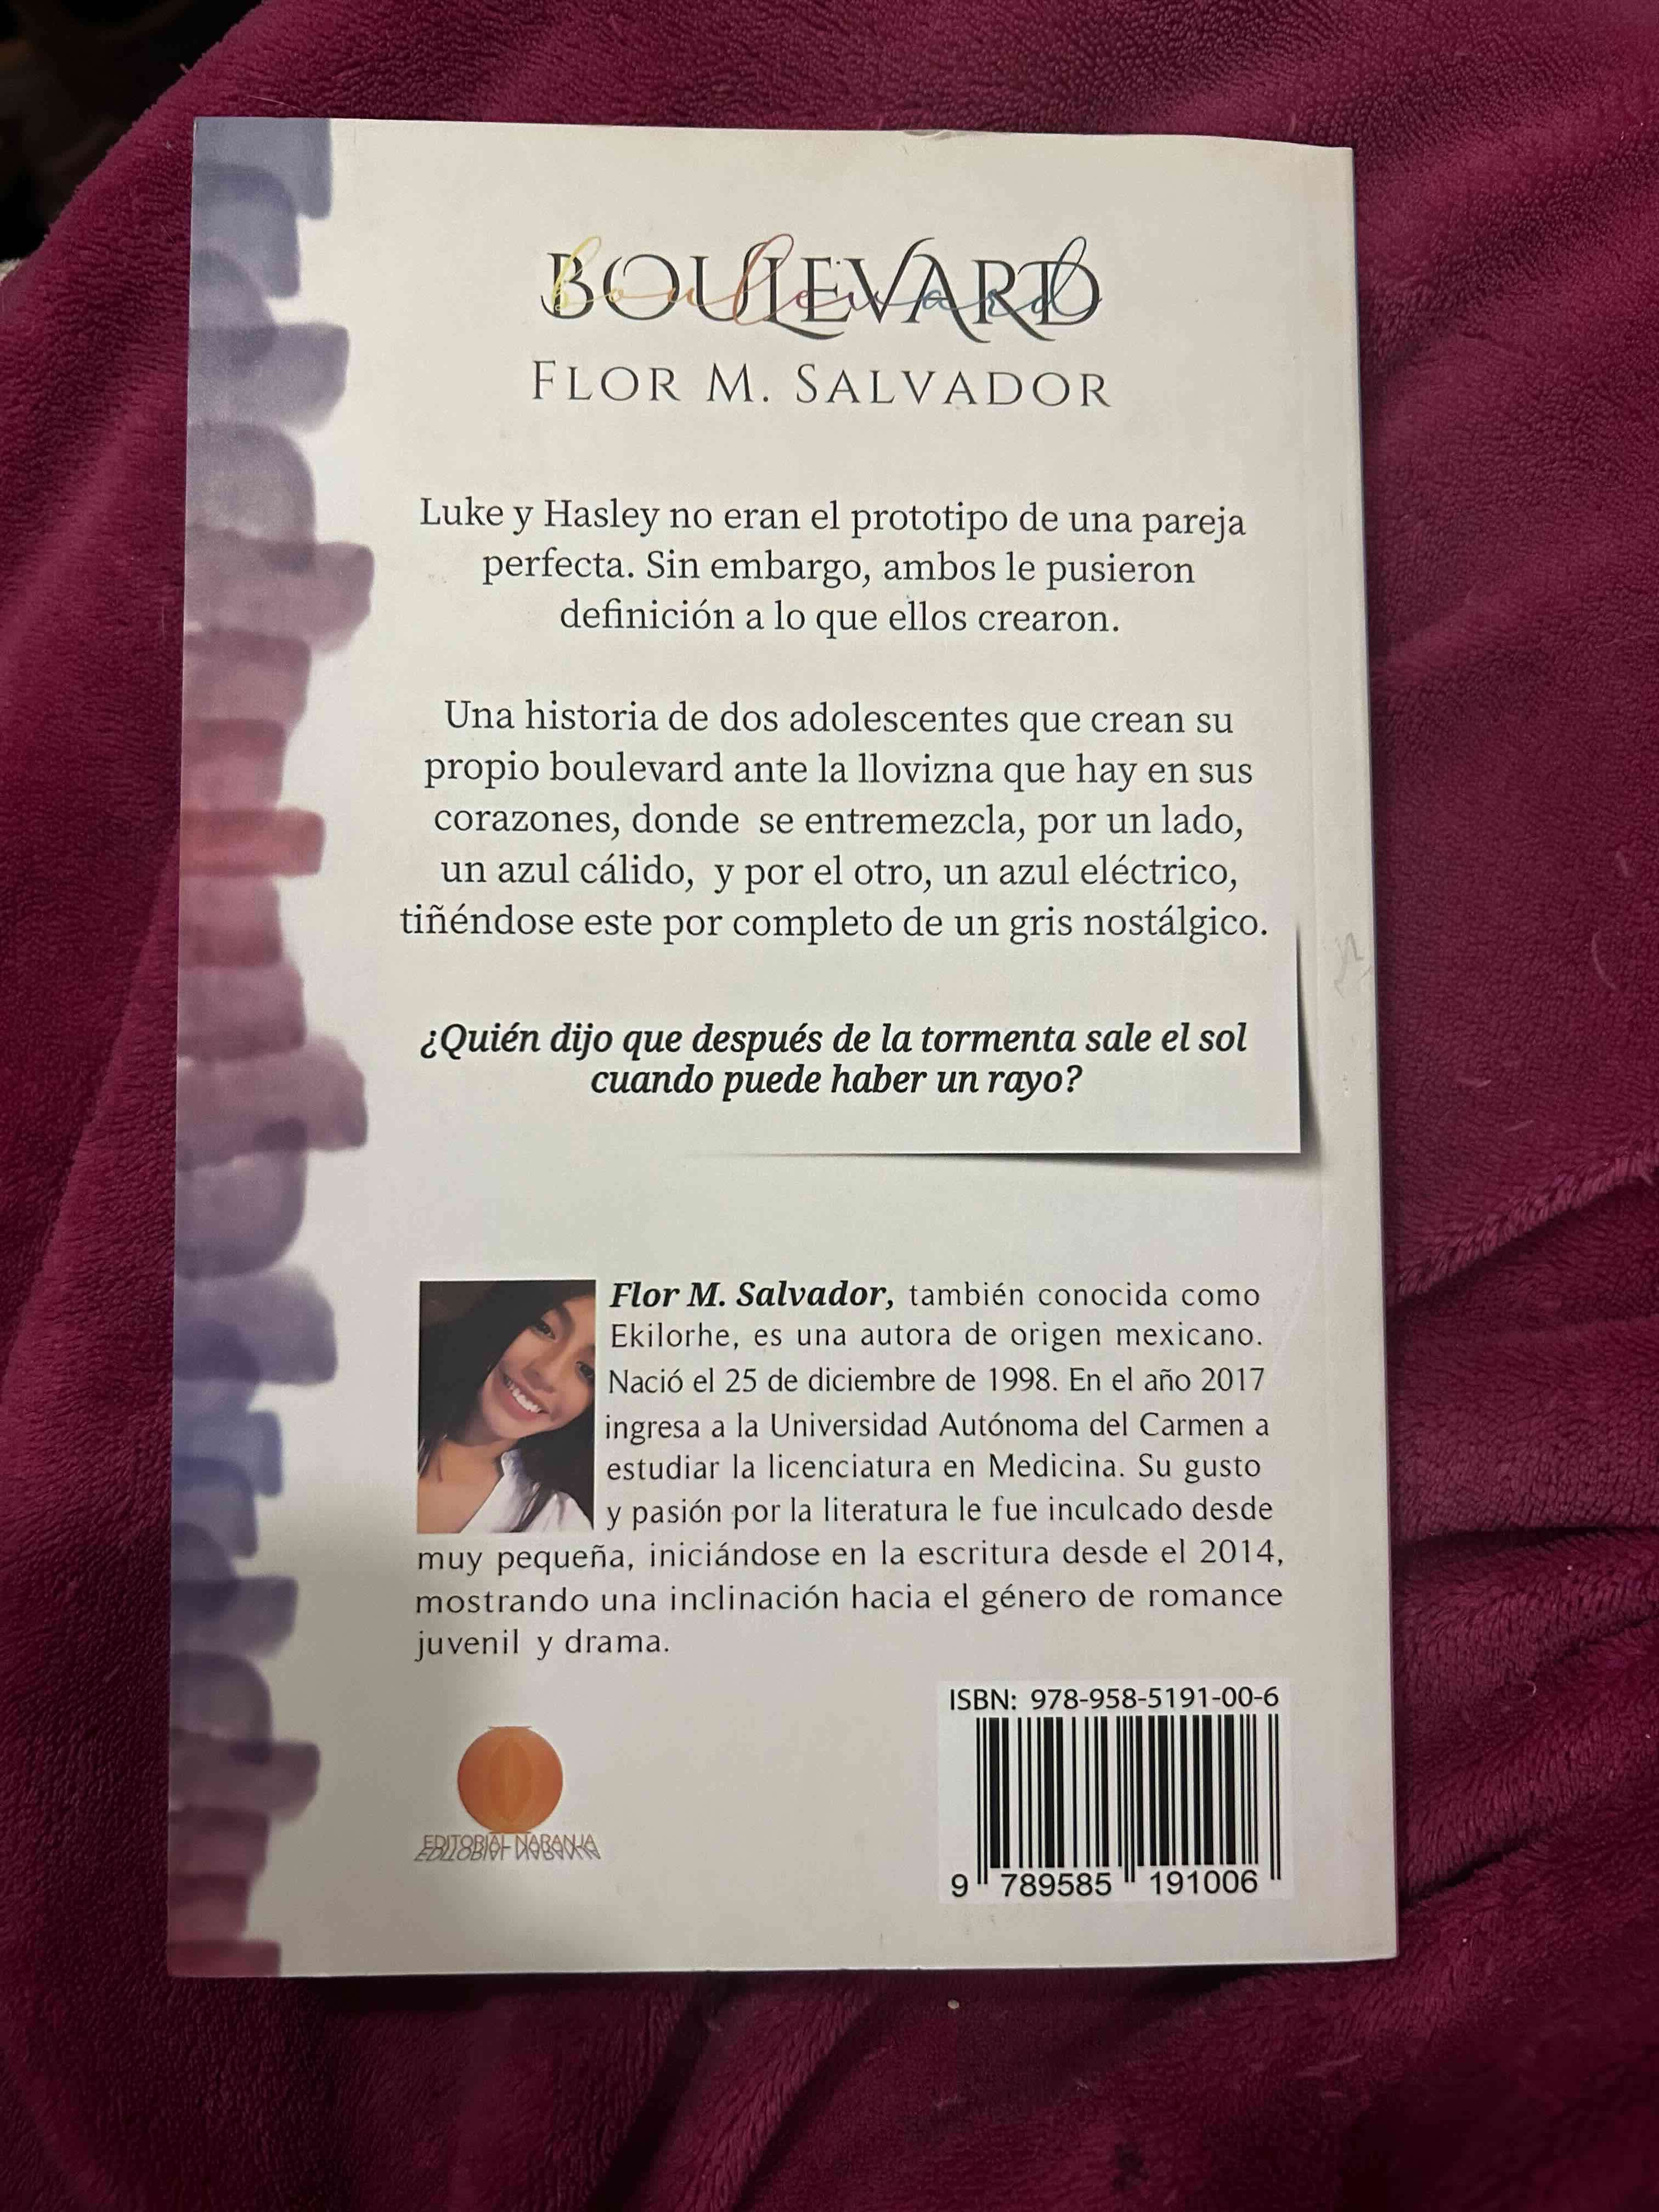 BOULEVARD
boulevard
FLOR M. SALVADOR
Luke y Hasley no eran el prototipo de una pareja
perfecta. Sin embargo, ambos le pusieron
definición a lo que ellos crearon.
Una historia de dos adolescentes que crean su
propio boulevard ante la llovizna que hay en sus
corazones, donde se entremezcla, por un lado,
un azul cálido, y por el otro, un azul eléctrico,
tiñéndose este por completo de un gris nostálgico.
¿Quién dijo que después de la tormenta sale el sol
cuando puede haber un rayo?
Flor M. Salvador, también conocida como
Ekilorhe, es una autora de origen mexicano.
Nació el 25 de diciembre de 1998. En el año 2017
ingresa a la Universidad Autónoma del Carmen a
estudiar la licenciatura en Medicina. Su gusto
y pasión por la literatura le fue inculcado desde
muy pequeña, iniciándose en la escritura desde el 2014,
mostrando una inclinación hacia el género de romance
juvenil y drama.
EDITORIAL NARANJA
ISBN: 978-958-5191-00-6
9 789585 191006